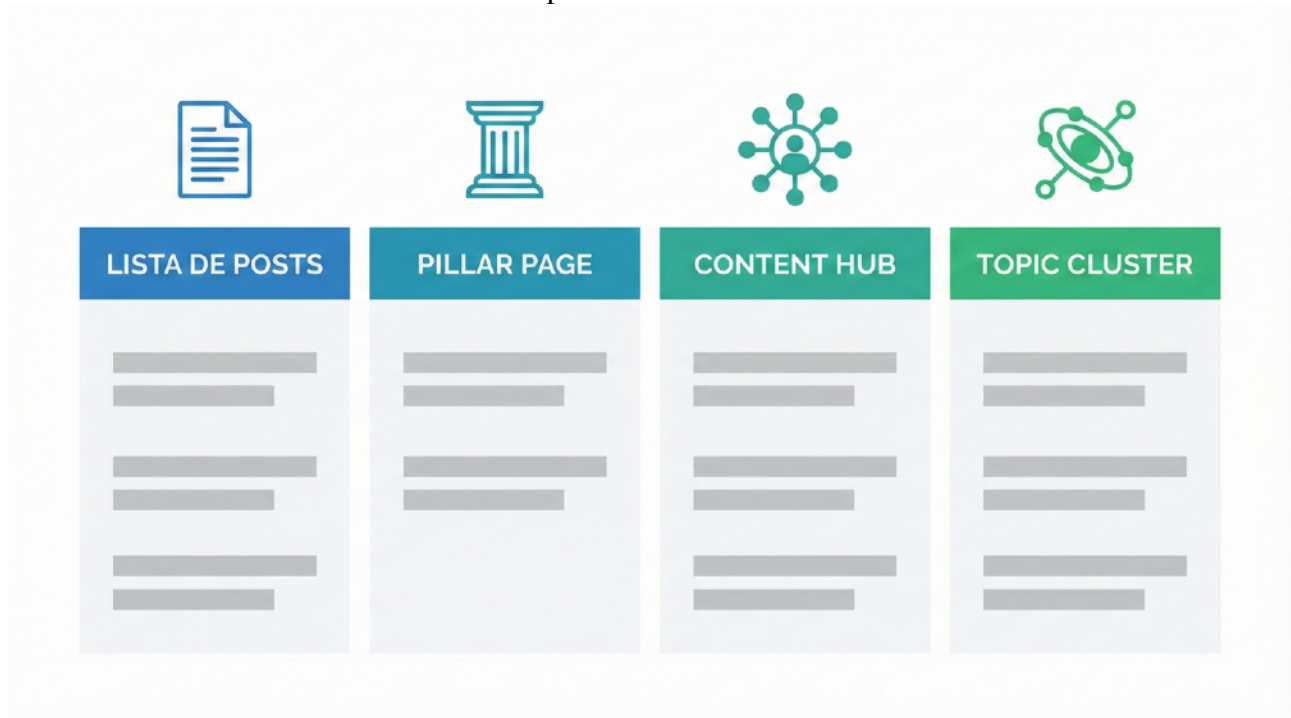 LISTA DE POSTS
PILLAR PAGE
CONTENT HUB
TOPIC CLUSTER